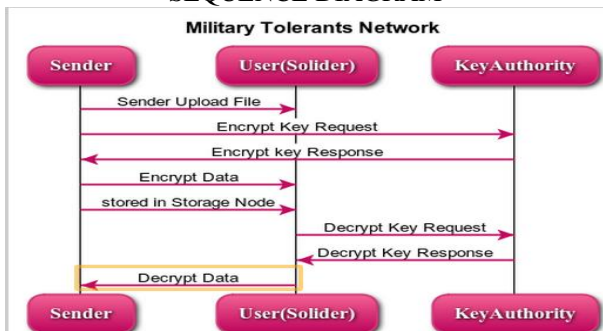 SEQUENCE DIAGRAM
Military Tolerants Network
Sender User(Solider) KeyAuthority
Sender Upload File
Encrypt Key Request
Encrypt key Response
Encrypt Data
stored in Storage Node
Decrypt Key Request
Decrypt Key Response
Decrypt Data
Sender User(Solider) KeyAuthority